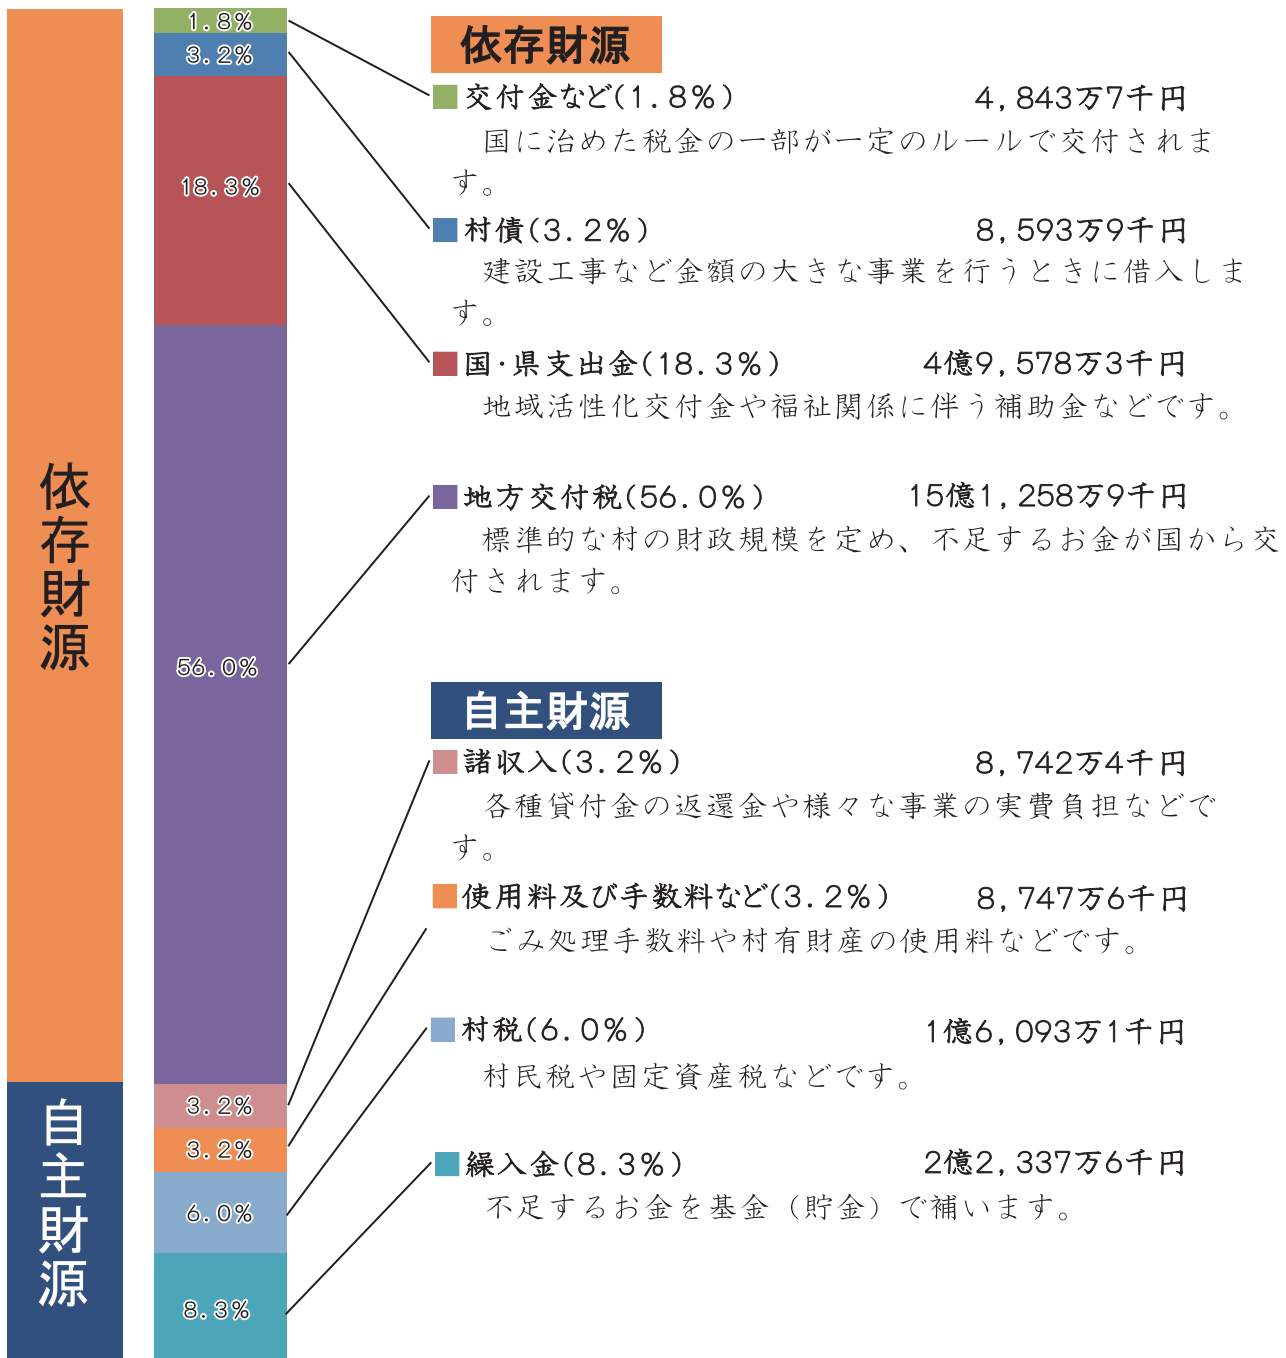 依存財源
自主財源
1.8%
3.2%
18.3%
56.0%
3.2%
3.2%
6.0%
8.3%
依存財源
交付金など(1.8%) 4,843万7千円
国に治めた税金の一部が一定のルールで交付されま
す。
村債(3.2%) 8,593万9千円
建設工事など金額の大きな事業を行うときに借入しま
す。
国・県支出金(18.3%) 4億9,578万3千円
地域活性化交付金や福祉関係に伴う補助金などです。
地方交付税(56.0%) 15億1,258万9千円
標準的な村の財政規模を定め、不足するお金が国から交
付されます。
自主財源
諸収入(3.2%) 8,742万4千円
各種貸付金の返還金や様々な事業の実費負担などで
す。
使用料及び手数料など(3.2%) 8,747万6千円
ごみ処理手数料や村有財産の使用料などです。
村税(6.0%) 1億6,093万1千円
村民税や固定資産税などです。
繰入金(8.3%) 2億2,337万6千円
不足するお金を基金（貯金）で補います。